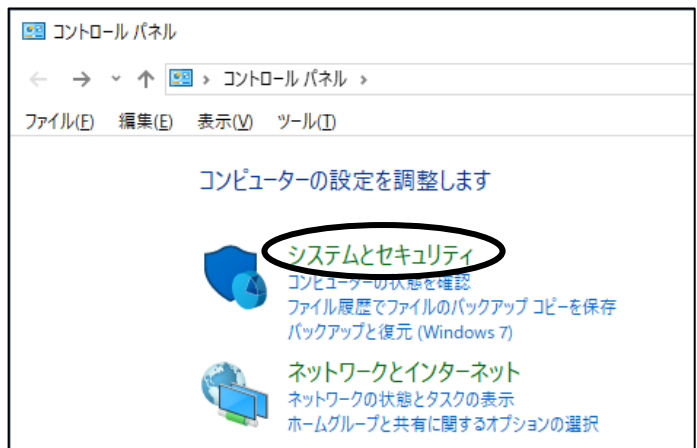 コントロール パネル
コントロール パネル
ファイル(F) 編集(E) 表示(V) ツール(T)
コンピューターの設定を調整します
システムとセキュリティ
コンピューターの状態を確認
ファイル履歴でファイルのバックアップ コピーを保存
バックアップと復元 (Windows 7)
ネットワークとインターネット
ネットワークの状態とタスクの表示
ホームグループと共有に関するオプションの選択